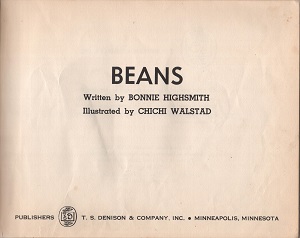 BEANS
Written by BONNIE HIGHSMITH
Illustrated by CHICHI WALSTAD
PUBLISHERS T. S. DENISON & COMPANY, INC. • MINNEAPOLIS, MINNESOTA